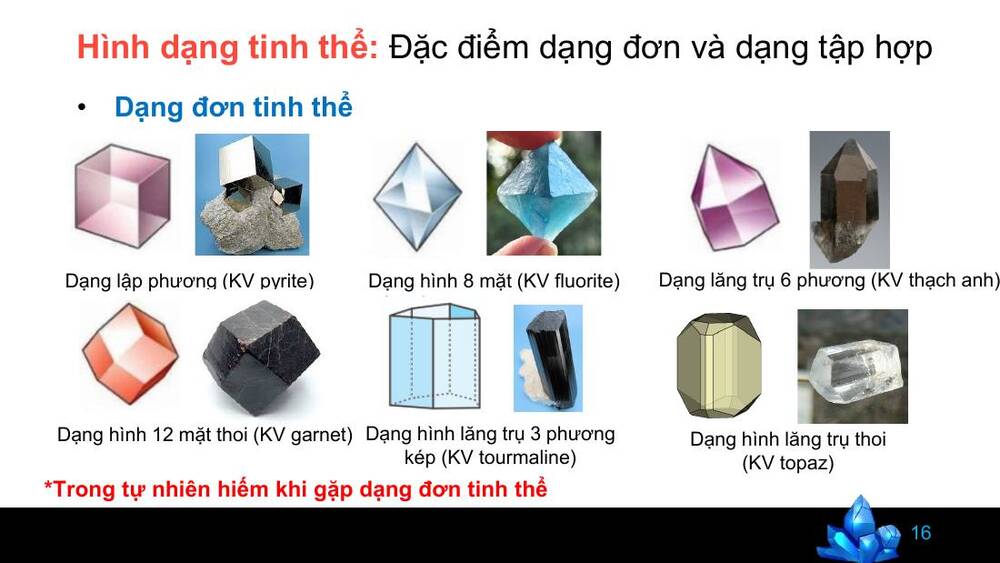 Hình dạng tinh thể: Đặc điểm dạng đơn và dạng tập hợp
• Dạng đơn tinh thể
Dạng lập phương (KV pyrite)
Dạng hình 8 mặt (KV fluorite)
Dạng lăng trụ 6 phương (KV thạch anh)
Dạng hình 12 mặt thoi (KV garnet)
Dạng hình lăng trụ 3 phương
kép (KV tourmaline)
Dạng hình lăng trụ thoi
(KV topaz)
*Trong tự nhiên hiếm khi gặp dạng đơn tinh thể
16